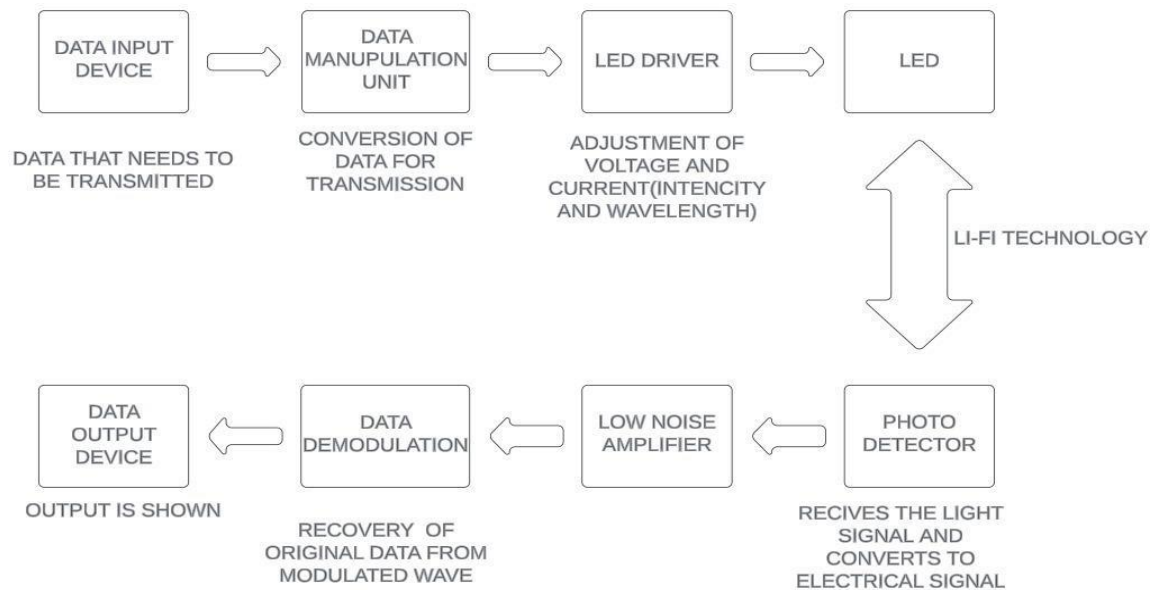 DATA INPUT
DEVICE
DATA
MANUPULATION
UNIT
LED DRIVER
LED
DATA THAT NEEDS TO
BE TRANSMITTED
CONVERSION OF
DATA FOR
TRANSMISSION
ADJUSTMENT OF
VOLTAGE AND
CURRENT(INTENCITY
AND WAVELENGTH)
LI-FI TECHNOLOGY
DATA
OUTPUT
DEVICE
DATA
DEMODULATION
LOW NOISE
AMPLIFIER
PHOTO
DETECTOR
OUTPUT IS SHOWN
RECOVERY OF
ORIGINAL DATA FROM
MODULATED WAVE
RECIVES THE LIGHT
SIGNAL AND
CONVERTS TO
ELECTRICAL SIGNAL